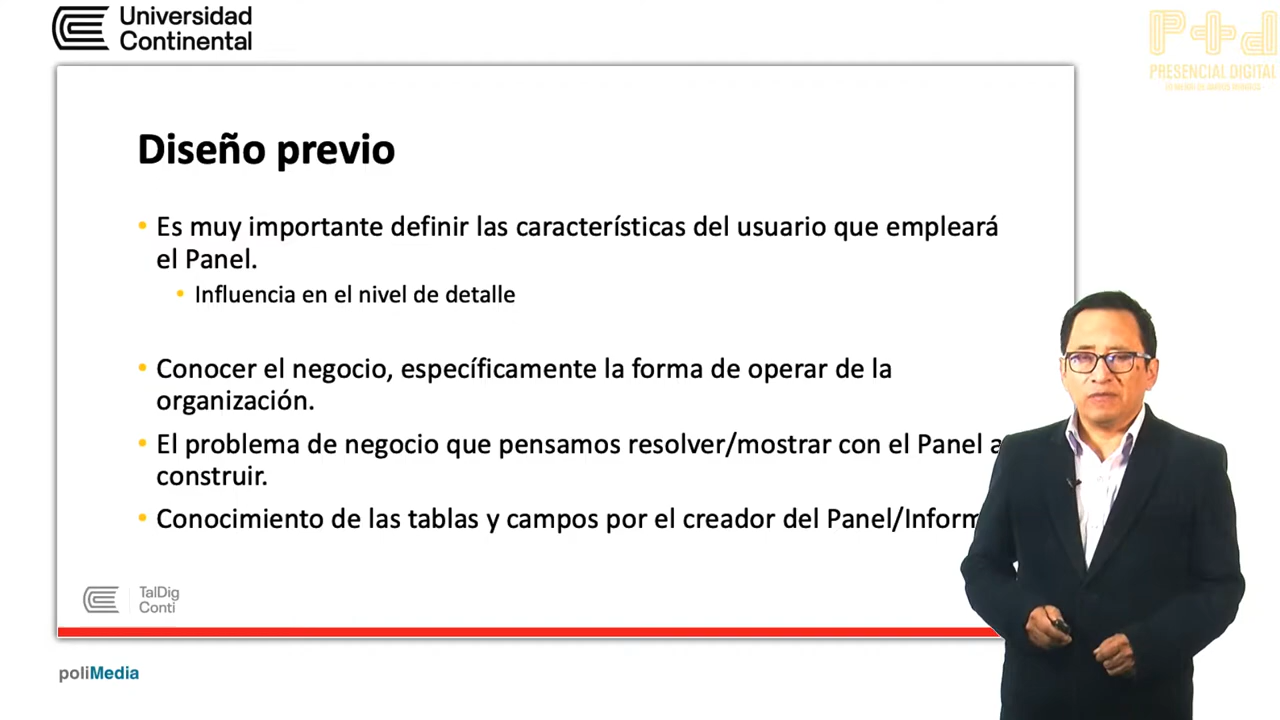 Universidad
Continental
P+d
PRESENCIAL DIGITAL
Diseño previo
• Es muy importante definir las características del usuario que empleará
el Panel.
• Influencia en el nivel de detalle
• Conocer el negocio, específicamente la forma de operar de la
organización.
• El problema de negocio que pensamos resolver/mostrar con el Panel a
construir.
• Conocimiento de las tablas y campos por el creador del Panel/Inform
TalDig
Conti
poliMedia